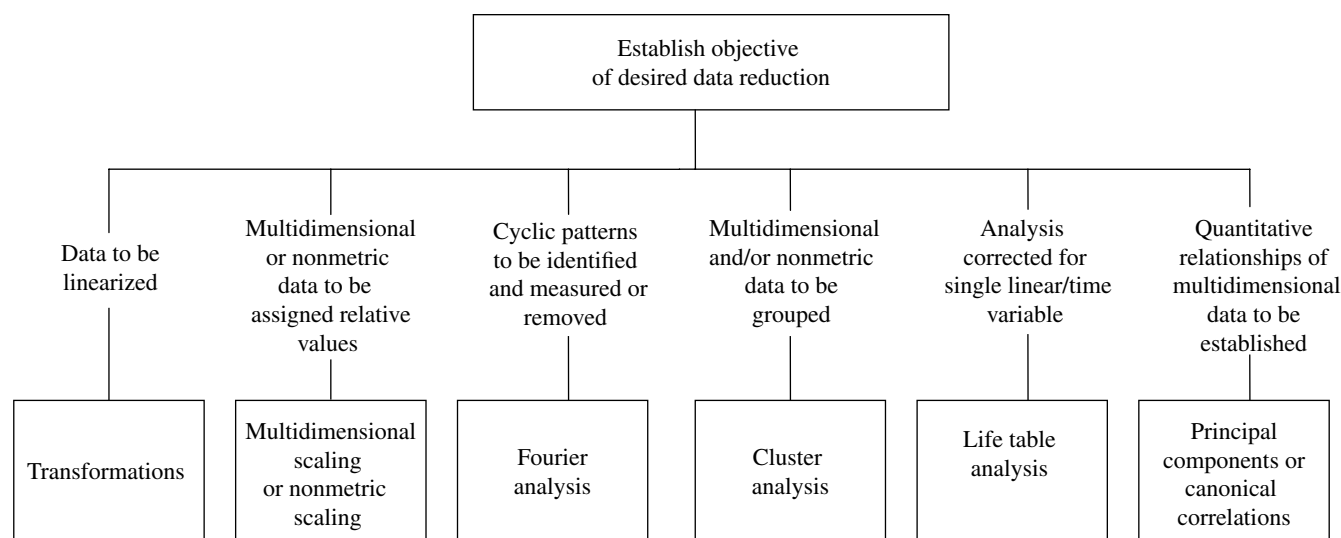 Establish objective
of desired data reduction
Data to be
linearized
Multidimensional
or nonmetric
data to be
assigned relative
values
Cyclic patterns
to be identified
and measured or
removed
Multidimensional
and/or nonmetric
data to be
grouped
Analysis
corrected for
single linear/time
variable
Quantitative
relationships of
multidimensional
data to be
established
Transformations
Multidimensional
scaling
or nonmetric
scaling
Fourier
analysis
Cluster
analysis
Life table
analysis
Principal
components or
canonical
correlations